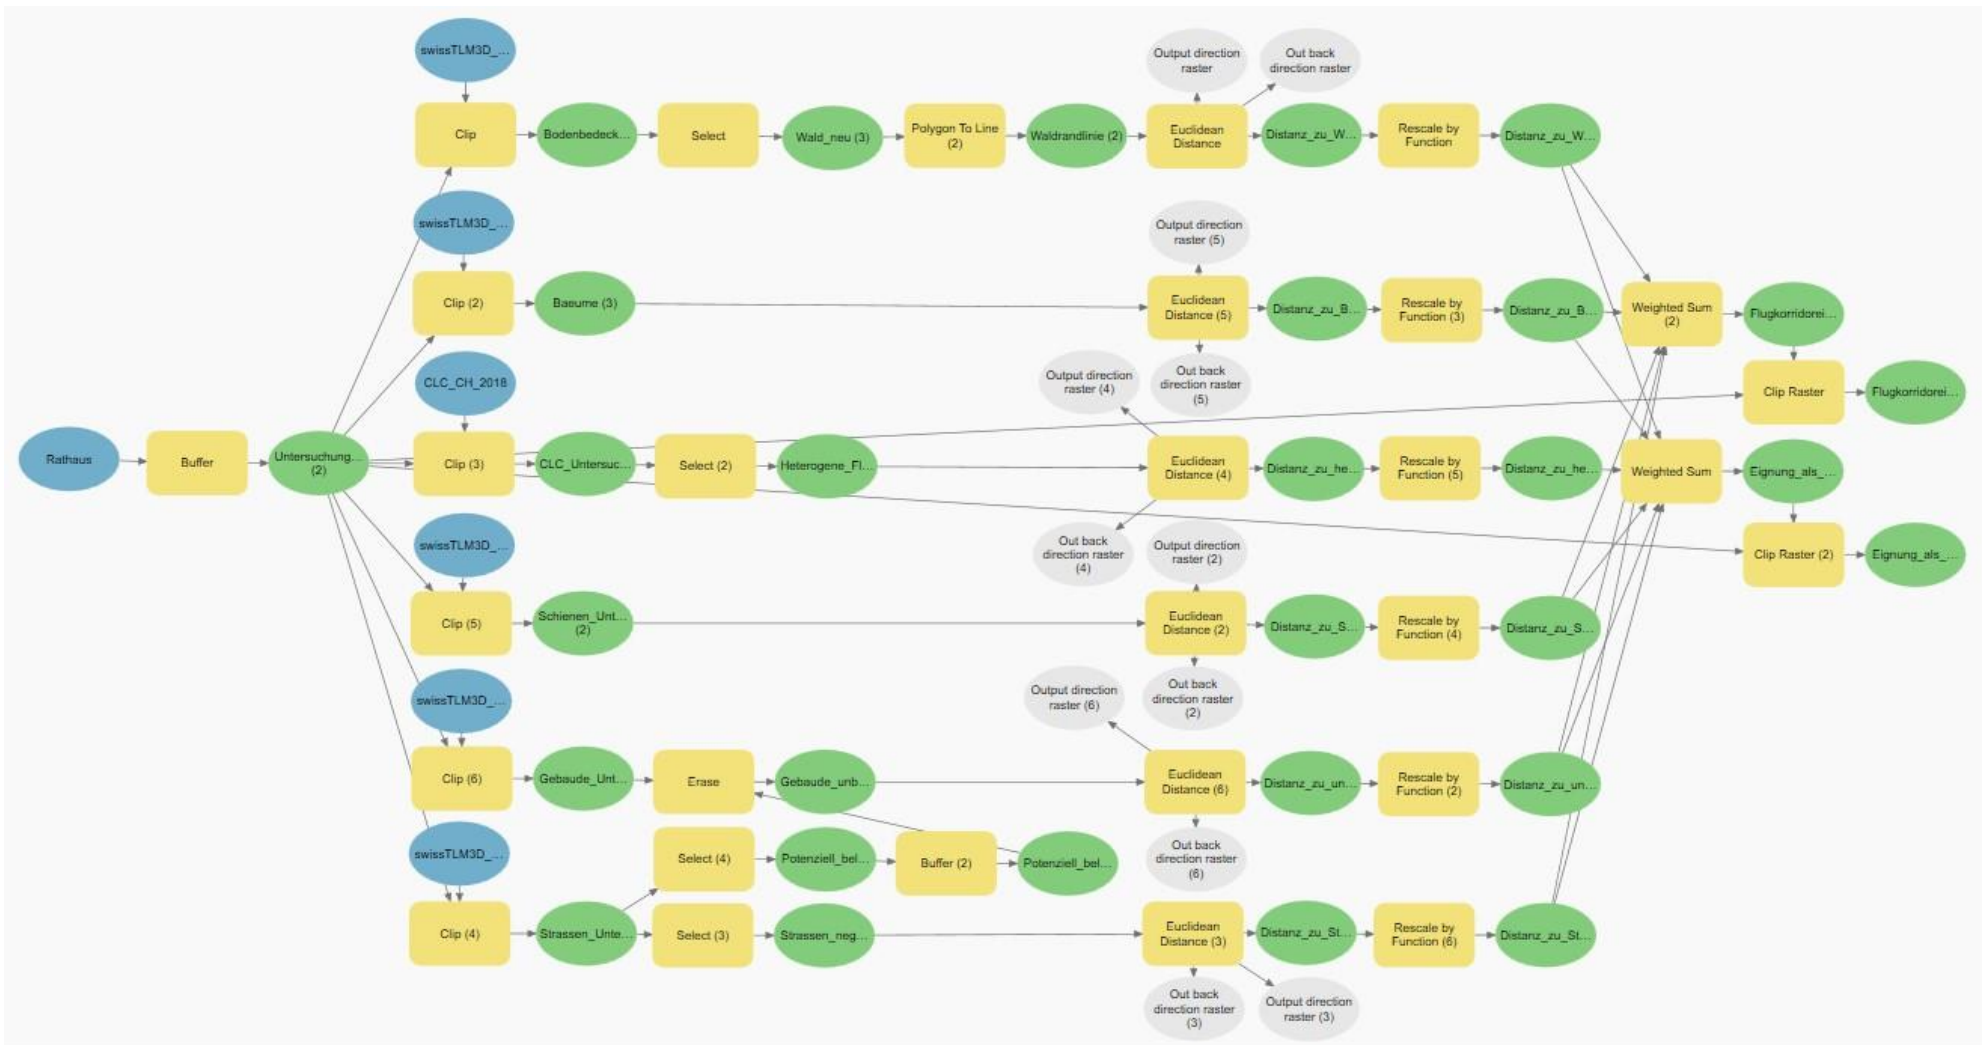 swissTLM3D_...
Output direction
raster
Out back
direction raster
Clip
Bodenbedeck...
Select
Wald_neu (3)
Polygon To Line
(2)
Waldrandlinie (2)
Euclidean
Distance
Distanz_zu_W...
Rescale by
Function
Distanz_zu_W...
swissTLM3D_...
Output direction
raster (5)
Clip (2)
Baeume (3)
Euclidean
Distance (5)
Distanz_zu_B...
Rescale by
Function (3)
Distanz_zu_B...
Weighted Sum
(2)
Flugkorridorei...
CLC_CH_2018
Output direction
raster (4)
Out back
direction raster
(5)
Clip Raster
Flugkorridorei...
Rathaus
Buffer
Untersuchung...
(2)
Clip (3)
CLC_Untersuc...
Select (2)
Heterogene_Fl...
Euclidean
Distance (4)
Distanz_zu_he...
Rescale by
Function (5)
Distanz_zu_he...
Weighted Sum
Eignung_als_...
swissTLM3D_...
Out back
direction raster
(4)
Output direction
raster (2)
Clip Raster (2)
Eignung_als_...
Clip (5)
Schienen_Unt...
(2)
Euclidean
Distance (2)
Distanz_zu_S...
Rescale by
Function (4)
Distanz_zu_S...
swissTLM3D_...
Output direction
raster (6)
Out back
direction raster
(2)
Clip (6)
Gebaude_Unt...
Erase
Gebaude_unb...
Euclidean
Distance (6)
Distanz_zu_un...
Rescale by
Function (2)
Distanz_zu_un...
swissTLM3D_...
Select (4)
Potenziell_bel...
Buffer (2)
Potenziell_bel...
Out back
direction raster
(6)
Clip (4)
Strassen_Unte...
Select (3)
Strassen_neg...
Euclidean
Distance (3)
Distanz_zu_St...
Rescale by
Function (6)
Distanz_zu_St...
Out back
direction raster
(3)
Output direction
raster (3)